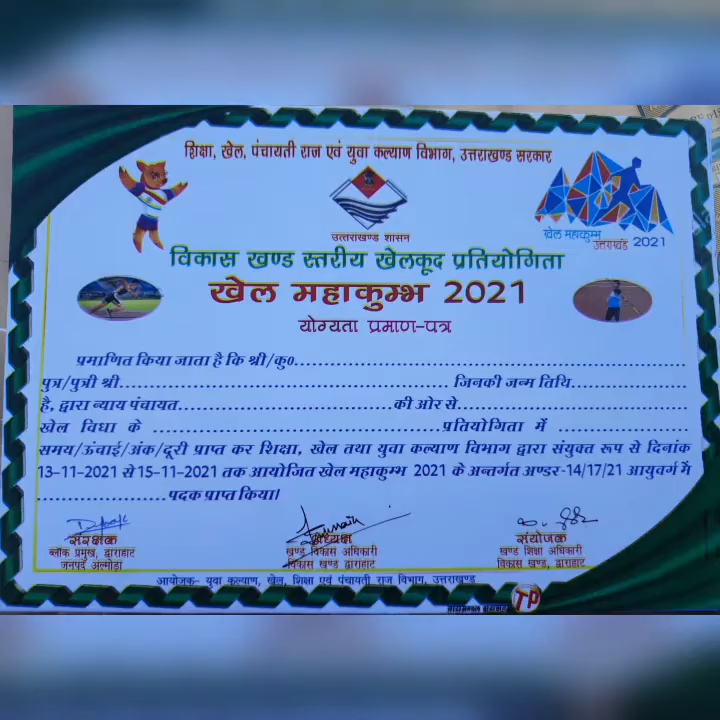 शिक्षा, खेल, पंचायती राज एवं युवा कल्याण विभाग, उत्तराखण्ड सरकार
उत्तराखण्ड शासन
खेल महाकुम्भ
उत्तराखंड 2021
विकास खण्ड स्तरीय खेलकूद प्रतियोगिता
खेल महाकुम्भ 2021
योग्यता प्रमाण-पत्र
प्रमाणित किया जाता है कि श्री/कु०
पुत्र/पुत्री श्री जिनकी जन्म तिथि
है, द्वारा न्याय पंचायत की ओर से
खेल विधा के प्रतियोगिता में
समय/ऊंचाई/अंक/दूरी प्राप्त कर शिक्षा, खेल तथा युवा कल्याण विभाग द्वारा संयुक्त रूप से दिनांक
13-11-2021 से 15-11-2021 तक आयोजित खेल महाकुम्भ 2021 के अन्तर्गत अण्डर-14/17/21 आयुवर्ग में
पदक प्राप्त किया।
संरक्षक
ब्लॉक प्रमुख, द्वाराहाट
जनपद अल्मोड़ा
अध्यक्ष
खण्ड विकास अधिकारी
विकास खण्ड द्वाराहाट
संयोजक
खण्ड शिक्षा अधिकारी
विकास खण्ड, द्वाराहाट
आयोजक- युवा कल्याण, खेल, शिक्षा एवं पंचायती राज विभाग, उत्तराखण्ड
TP